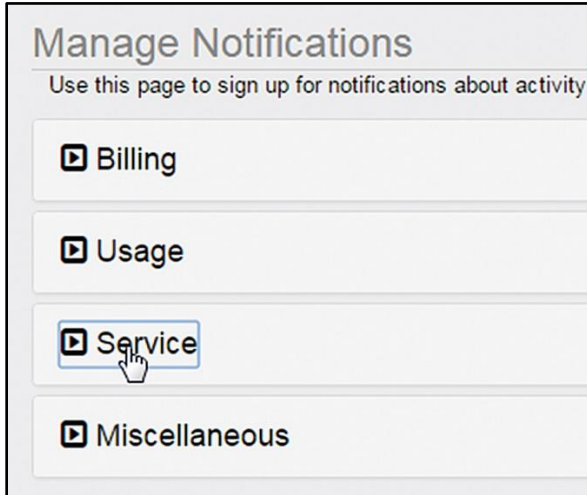 Manage Notifications
Use this page to sign up for notifications about activity
Billing
Usage
Service
Miscellaneous